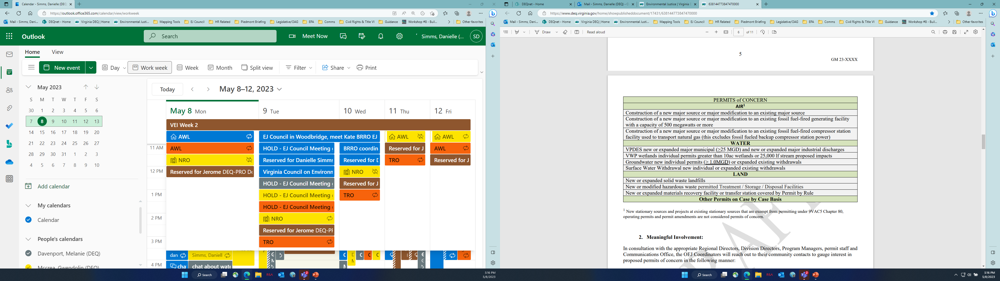 Calendar - Simms, Danielle (DEQ
https://outlook.office365.com/calendar/view/workweek
Mail - Simms, Dani... DEQnet - Home Virginia DEQ | Home Environmental Justi... Mapping Tools EJ Council HR Related Piedmont Briefing Legislative/OAG EPA Comms Civil Rights & Title VI Guidance Workshop #8 - Buil... Other favorites
Outlook Search Meet Now Simms, Danielle (... SD
Home View
New event Day Work week Week Month Split view Filter Share Print
May 2023
S M T W T F S
30 1 2 3 4 5 6
7 8 9 10 11 12 13
14 15 16 17 18 19 20
21 22 23 24 25 26 27
28 29 30 31 1 2 3
4 5 6 7 8 9 10
Add calendar
My calendars
Calendar
People's calendars
Davenport, Melanie (DEQ)
Mccrea, Gwendolin (DEQ)
Today May 8–12, 2023
May 8 Mon 9 Tue 10 Wed 11 Thu 12 Fri
VEI Week 2
AWL EJ Council in Woodbridge, meet Kate BRRO EJ AWL AWL
11 AM AWL HOLD - EJ Council Meeting BRRO coordin Reserved for J AWL
NRO Reserved for Danielle Simms TRO Reserved for J
12 PM Reserved for Jerome DEQ-PRO Virginia Council on Environm NRO
HOLD - EJ Council Meeting Reserved for J
1 PM HOLD - EJ Council Meeting TRO
HOLD - EJ Council Meeting
2 PM NRO
Reserved for Jerome DEQ-PR
3 PM TRO
dan Simms, Daniell
4 PM cha chat about wate
Search
RSA
2
5:16 PM
5/8/2023
DEQnet - Home Mail - Simms, Danielle (DEQ) - O Environmental Justice | Virginia D 638144773847470000
https://www.deq.virginia.gov/home/showpublisheddocument/17431/638144773847470000
Mail - Simms, Dani... DEQnet - Home Virginia DEQ | Home Environmental Justi... Mapping Tools EJ Council HR Related Piedmont Briefing Legislative/OAG EPA Comms Civil Rights & Title VI Guidance Workshop #8 - Buil... Other favorites
Draw Read aloud 6 of 11
5
GM 23-XXXX
PERMITS of CONCERN
AIR1
Construction of a new major source or major modification to an existing major source
Construction of a new major source or major modification to an existing fossil fuel-fired generating facility
with a capacity of 500 megawatts or more
Construction of a new major source or major modification to an existing fossil fuel-fired compressor station
facility used to transport natural gas (this excludes fossil fueled backup compressor station power)
WATER
VPDES new or expanded major municipal (>25 MGD) and new or expanded major industrial discharges
VWP wetlands individual permits greater than 10ac wetlands or 25,000 lf stream proposed impacts
Groundwater new individual permits (> 1.0MGD) or expanded existing withdrawals
Surface Water Withdrawal new individual or expanded existing withdrawals
LAND
New or expanded solid waste landfills
New or modified hazardous waste permitted Treatment / Storage / Disposal Facilities
New or expanded materials recovery facility or transfer station covered by Permit by Rule
Other Permits on Case by Case Basis
1 New stationary sources and projects at existing stationary sources that are exempt from permitting under 9VAC5 Chapter 80,
operating permits and permit amendments are not considered permits of concern.
2. Meaningful Involvement:
In consultation with the appropriate Regional Directors, Division Directors, Program Managers, permit staff and
Communications Office, the OEJ Coordinators will reach out to their community contacts to gauge interest in
proposed permits of concern in the following manner:
DRAFT
Search
RSA
2
5:16 PM
5/8/2023